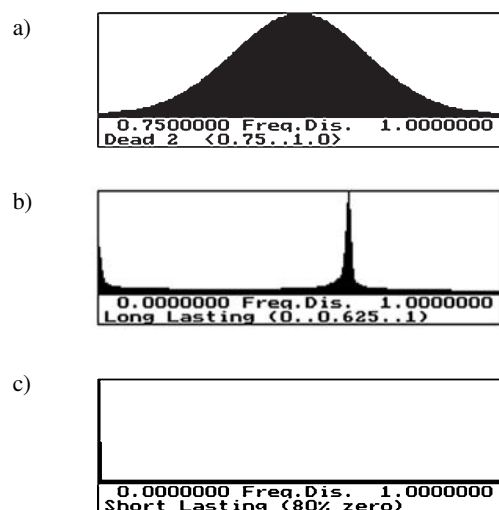 a)
0.7500000 Freq.Dis. 1.0000000
Dead 2 (0.75..1.0)
b)
0.0000000 Freq.Dis. 1.0000000
Long Lasting (0..0.625..1)
c)
0.0000000 Freq.Dis. 1.0000000
Short Lasting (80% zero)